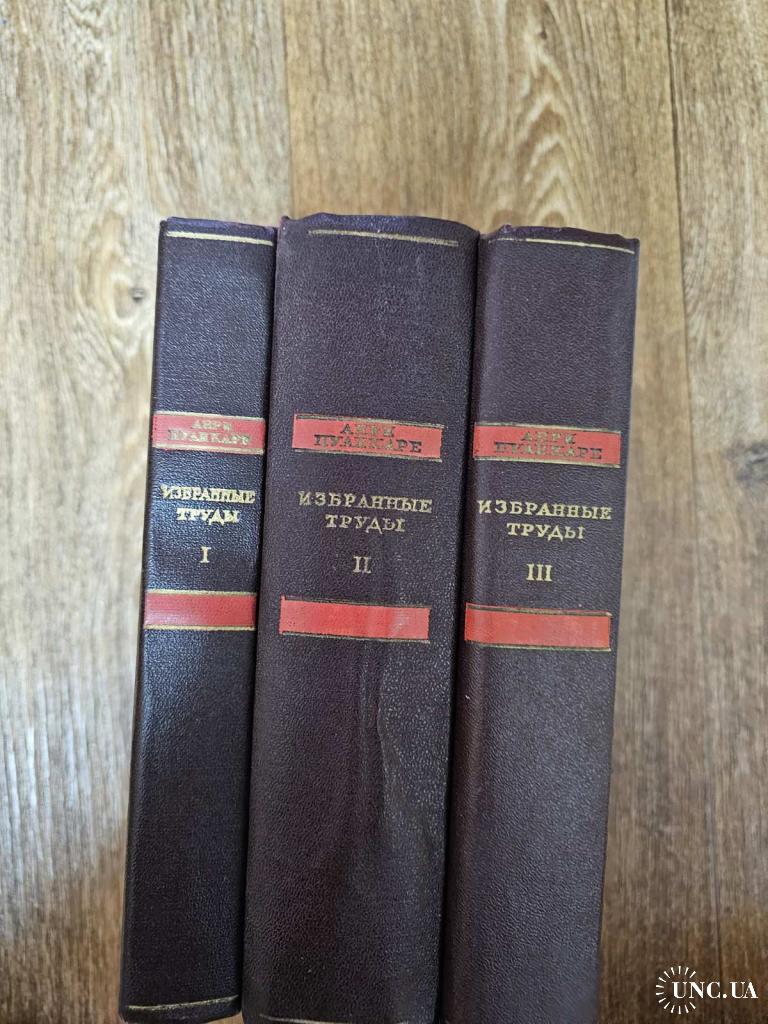 АНРИ
ПУАНКАРЕ
ИЗБРАННЫЕ
ТРУДЫ
I
АНРИ
ПУАНКАРЕ
ИЗБРАННЫЕ
ТРУДЫ
II
АНРИ
ПУАНКАРЕ
ИЗБРАННЫЕ
ТРУДЫ
III
UNC.UA